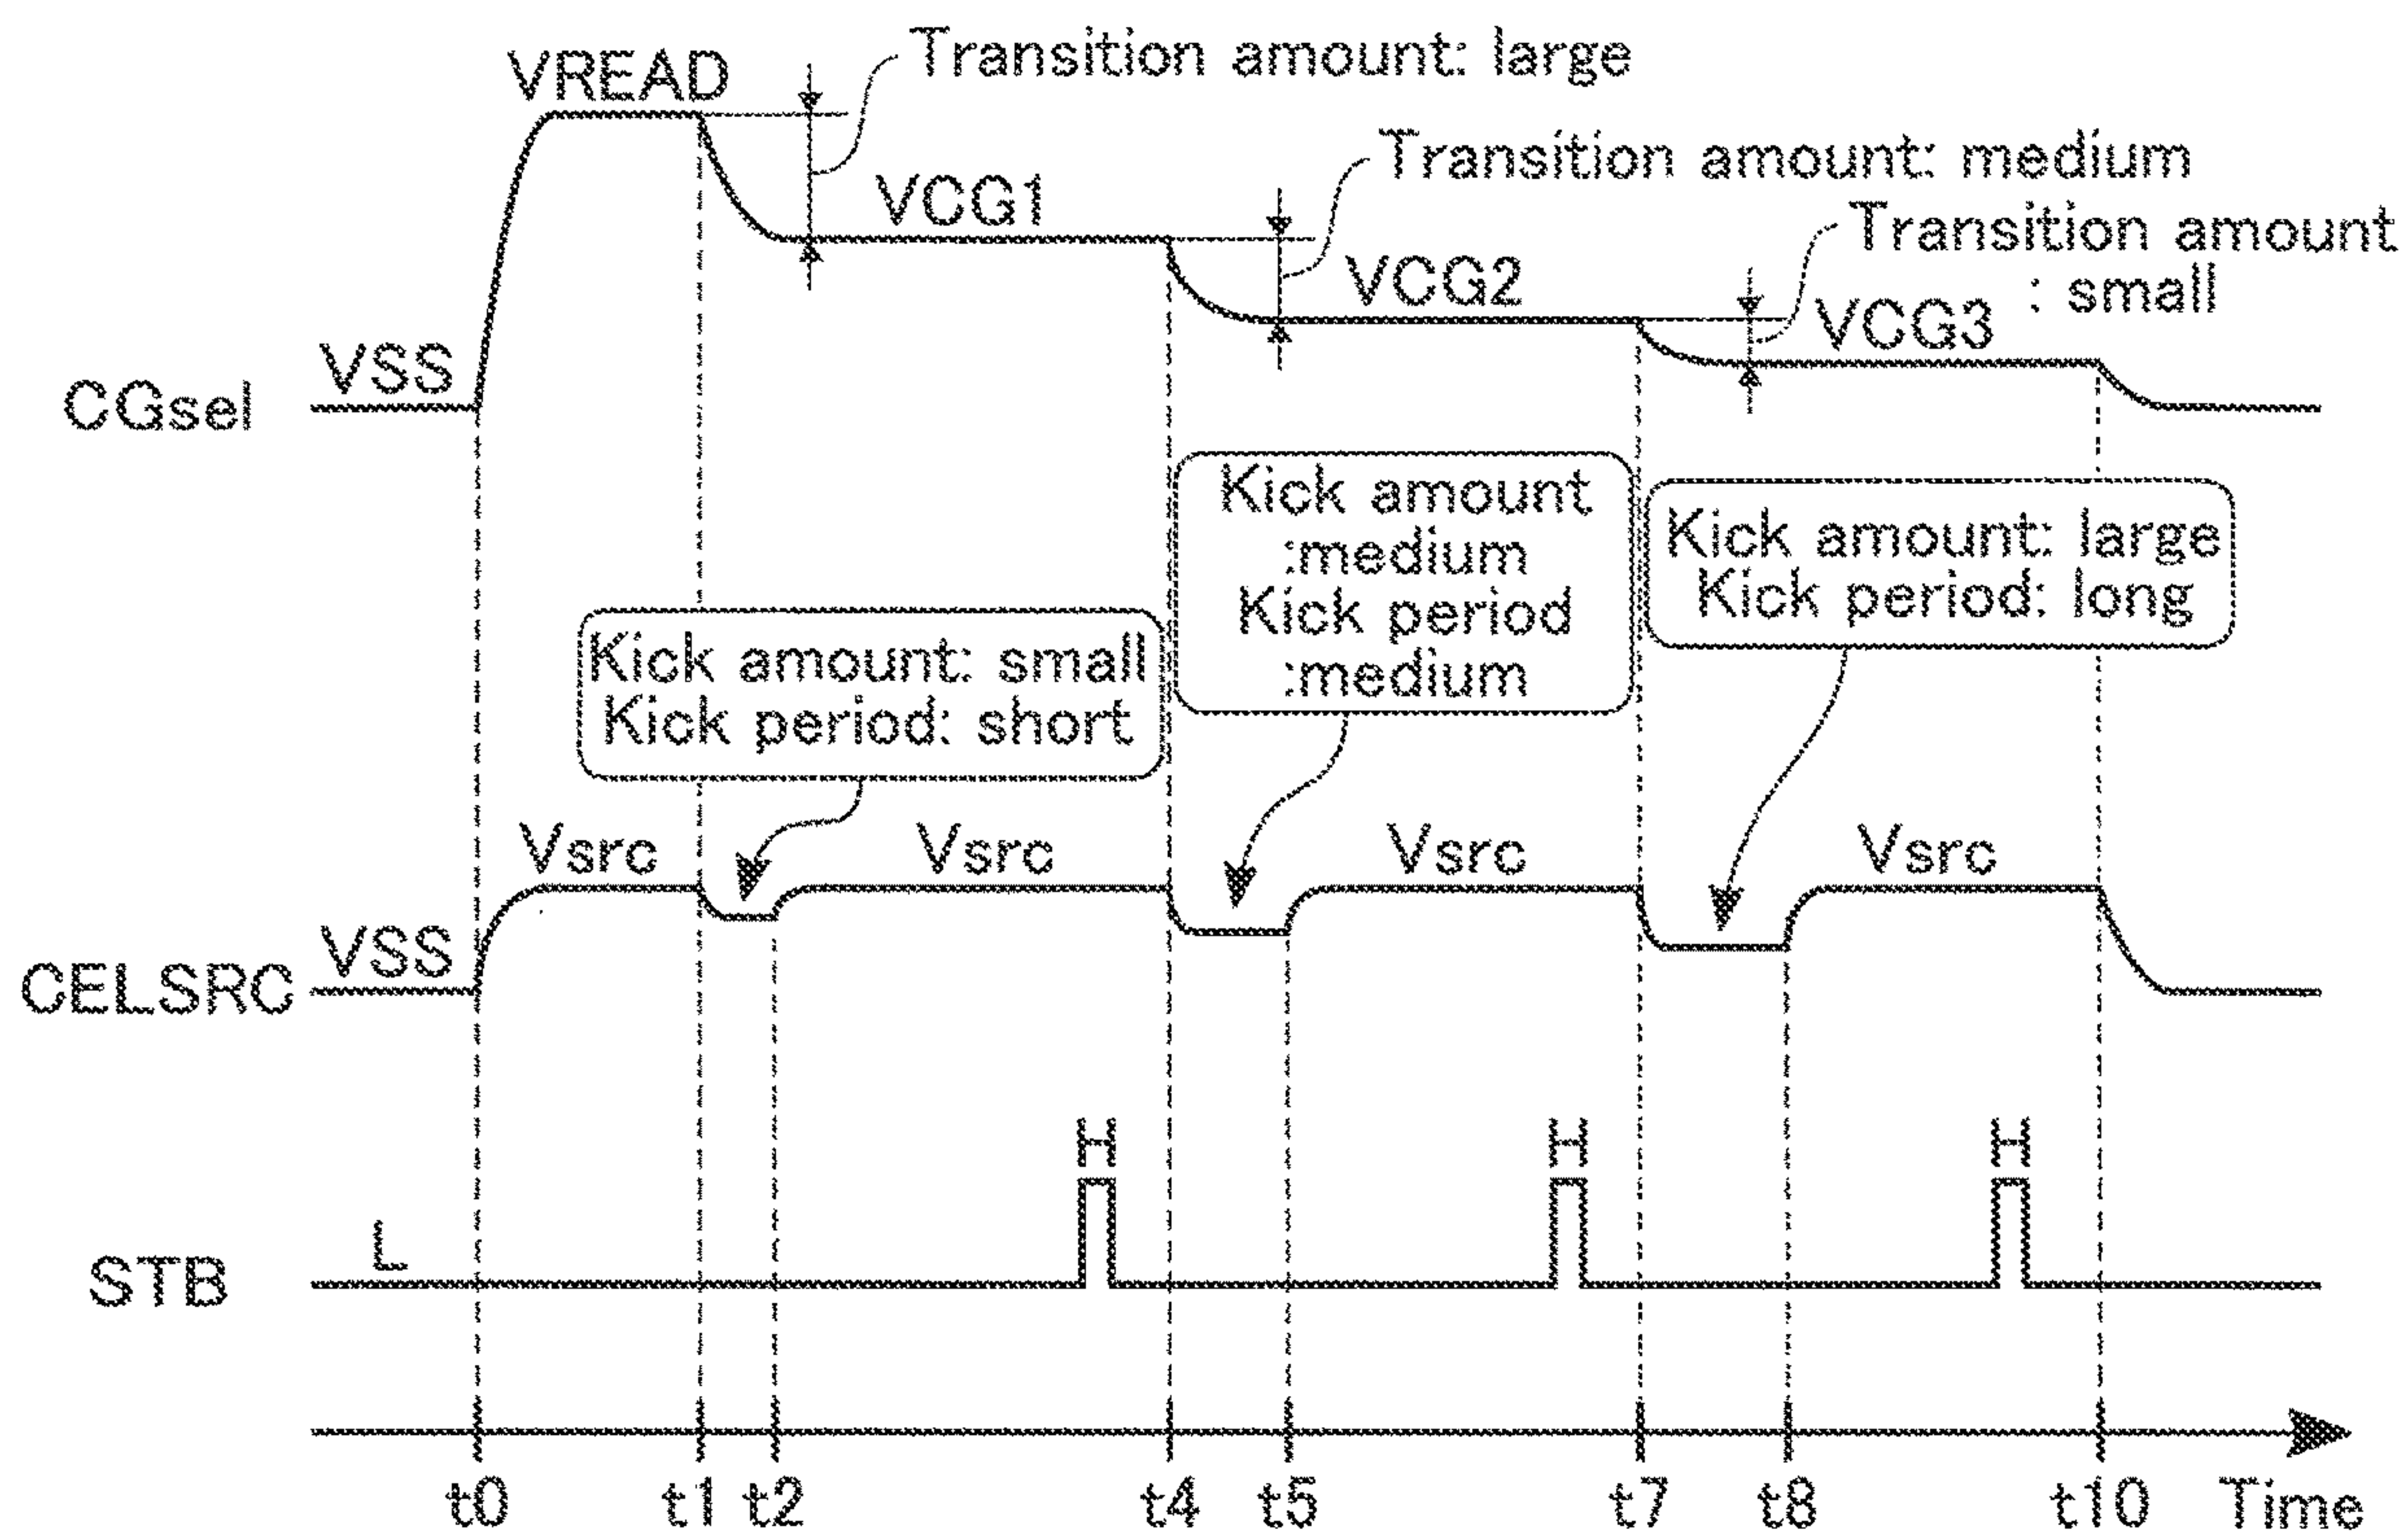 Transition amount: large
VREAD
Transition amount: medium
VCG1
Transition amount
: small
VCG2
VCG3
VSS
CGsel
Kick amount
:medium
Kick period
:medium
Kick amount: large
Kick period: long
Kick amount: small
Kick period: short
Vsrc
Vsrc
Vsrc
Vsrc
VSS
CELSRC
H
H
H
L
STB
t0
t1
t2
t4
t5
t7
t8
t10
Time